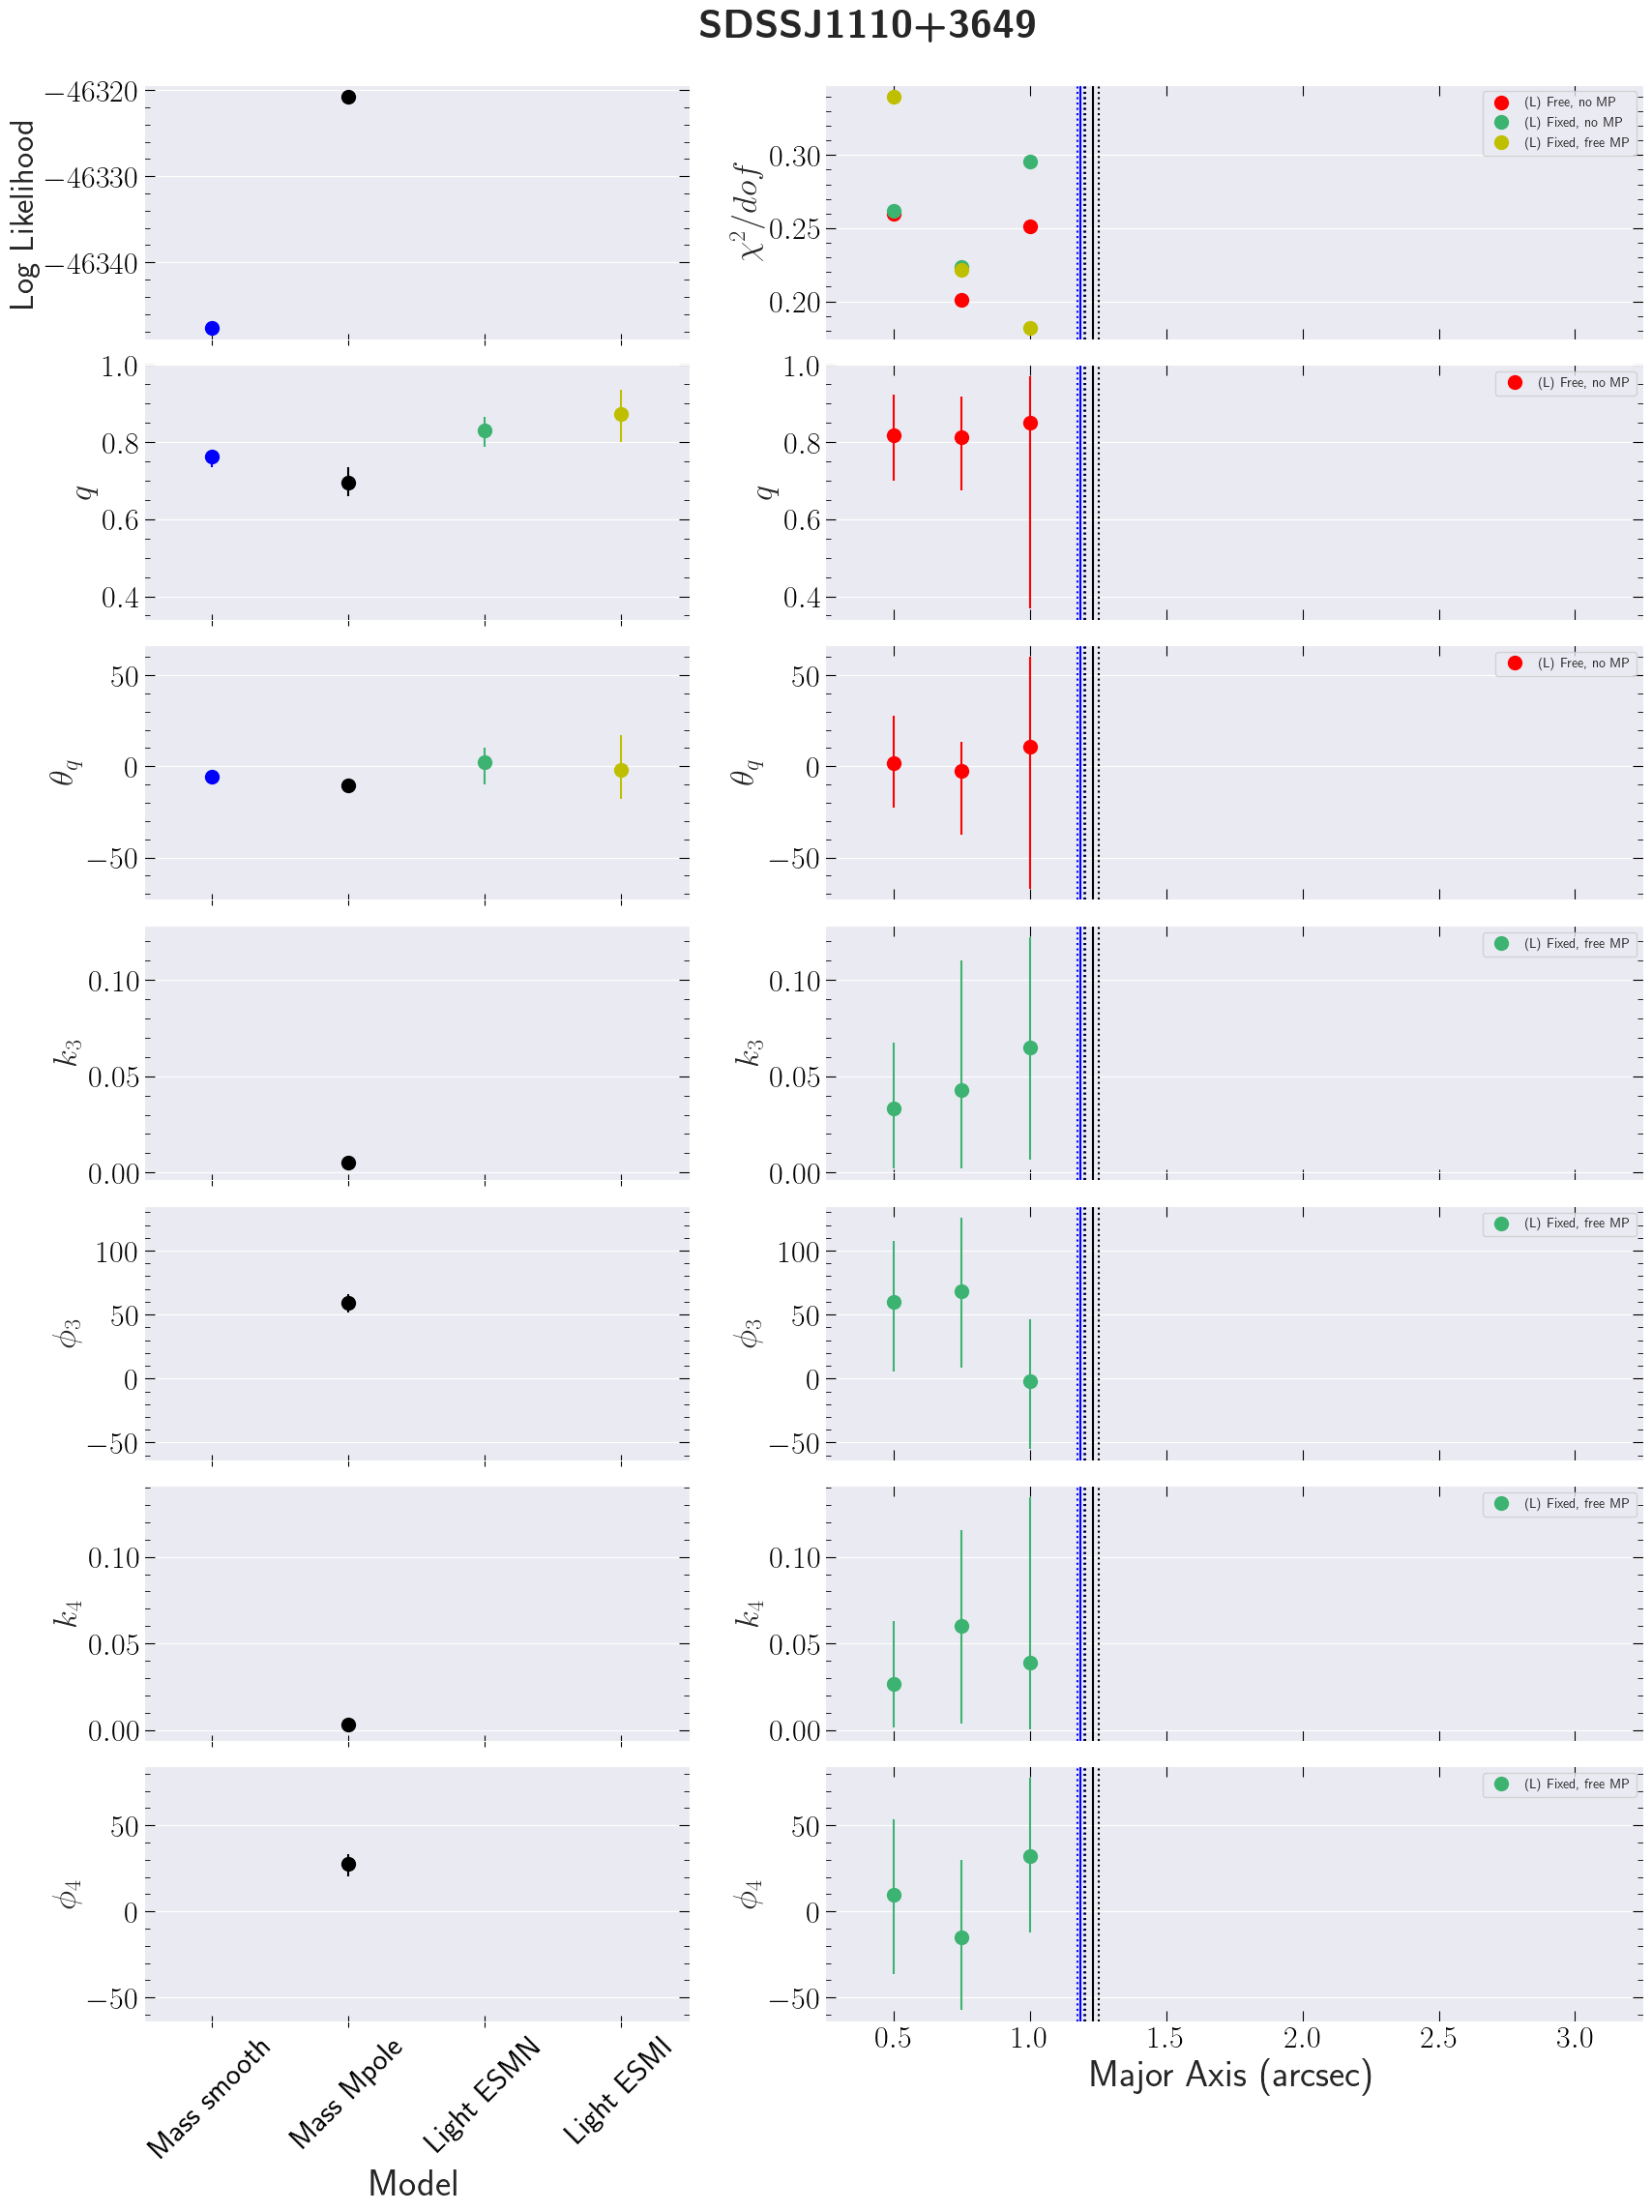 SDSSJ1110+3649
Log Likelihood
−46320
−46330
−46340
χ²/dof
0.30
0.25
0.20
(L) Free, no MP
(L) Fixed, no MP
(L) Fixed, free MP
q
1.0
0.8
0.6
0.4
q
1.0
0.8
0.6
0.4
(L) Free, no MP
θq
50
0
−50
θq
50
0
−50
(L) Free, no MP
k3
0.10
0.05
0.00
k3
0.10
0.05
0.00
(L) Fixed, free MP
ϕ3
100
50
0
−50
ϕ3
100
50
0
−50
(L) Fixed, free MP
k4
0.10
0.05
0.00
k4
0.10
0.05
0.00
(L) Fixed, free MP
ϕ4
50
0
−50
ϕ4
50
0
−50
(L) Fixed, free MP
Mass smooth
Mass Mpole
Light ESMN
Light ESMI
Model
0.5 1.0 1.5 2.0 2.5 3.0
Major Axis (arcsec)